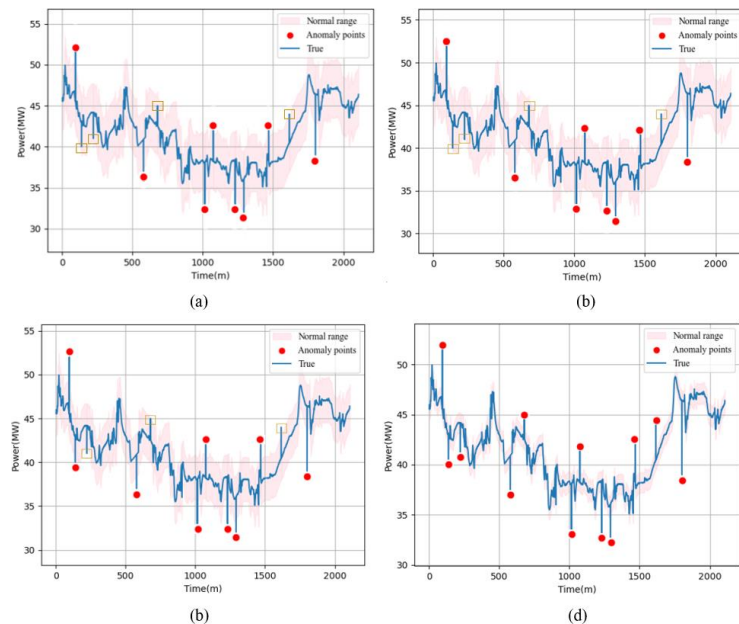 55
50
45
40
35
30
Power(MW)
Normal range
Anomaly points
True
0
500
1000
1500
2000
Time(m)
(a)
55
50
45
40
35
30
Power(MW)
Normal range
Anomaly points
True
0
500
1000
1500
2000
Time(m)
(b)
55
50
45
40
35
30
Power(MW)
Normal range
Anomaly points
True
0
500
1000
1500
2000
Time(m)
(b)
50
45
40
35
30
Power(MW)
Normal range
Anomaly points
True
0
500
1000
1500
2000
Time(m)
(d)